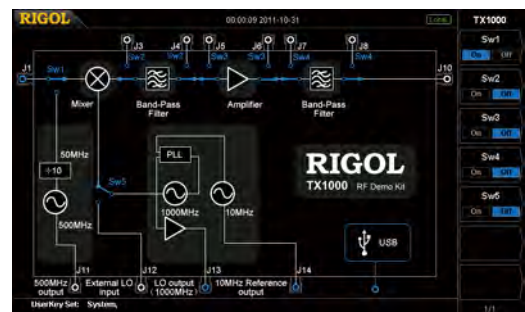 RIGOL
00:00:09 2011-10-31
Local
TX1000
J1
Sw1
J3
Sw2
J4
Sw2
J5
Sw3
J6
Sw3
J7
Sw4
J8
Sw4
J10
Mixer
Band-Pass
Filter
Amplifier
Band-Pass
Filter
50MHz
÷10
500MHz
Sw5
PLL
1000MHz
10MHz
RIGOL
TX1000 RF Demo Kit
USB
J11
J12
J13
J14
500MHz
output
External LO
input
LO output
(1000MHz)
10MHz Reference
output
UserKey Set: System,
Sw1
On Off
Sw2
On Off
Sw3
On Off
Sw4
On Off
Sw5
On Off
1/1